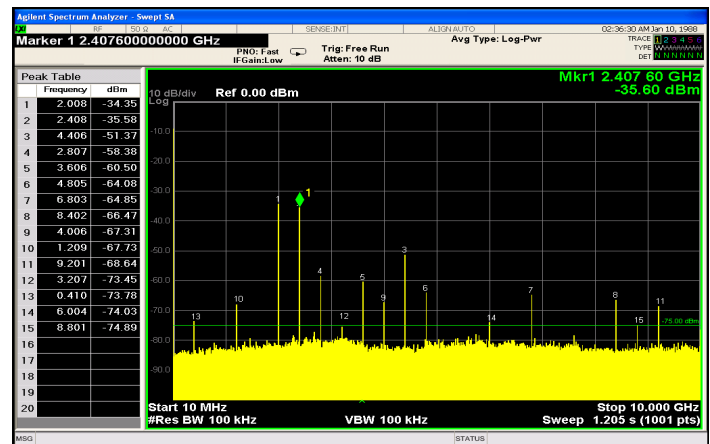 Agilent Spectrum Analyzer - Swept SA
LXI RF 50 Ω AC SENSE:INT ALIGNAUTO 02:36:30 AM Jan 10, 1988
Marker 1 2.407600000000 GHz
PNO: Fast
IFGain:Low
Trig: Free Run
Atten: 10 dB
Avg Type: Log-Pwr
TRACE 1 2 3 4 5 6
TYPE
DET N N N N N N
Peak Table
Frequency dBm
1 2.008 -34.35
2 2.408 -35.58
3 4.406 -51.37
4 2.807 -58.38
5 3.606 -60.50
6 4.805 -64.08
7 6.803 -64.85
8 8.402 -66.47
9 4.006 -67.31
10 1.209 -67.73
11 9.201 -68.64
12 3.207 -73.45
13 0.410 -73.78
14 6.004 -74.03
15 8.801 -74.89
16
17
18
19
20
Mkr1 2.407 60 GHz
-35.60 dBm
10 dB/div Ref 0.00 dBm
Log
-10.0
-20.0
-30.0
-40.0
-50.0
-60.0
-70.0
-80.0
-90.0
1
1
3
4
5
6
7
8
9
10
11
12
13
14
15
-75.00 dBm
Start 10 MHz
Stop 10.000 GHz
#Res BW 100 kHz
VBW 100 kHz
Sweep 1.205 s (1001 pts)
MSG
STATUS